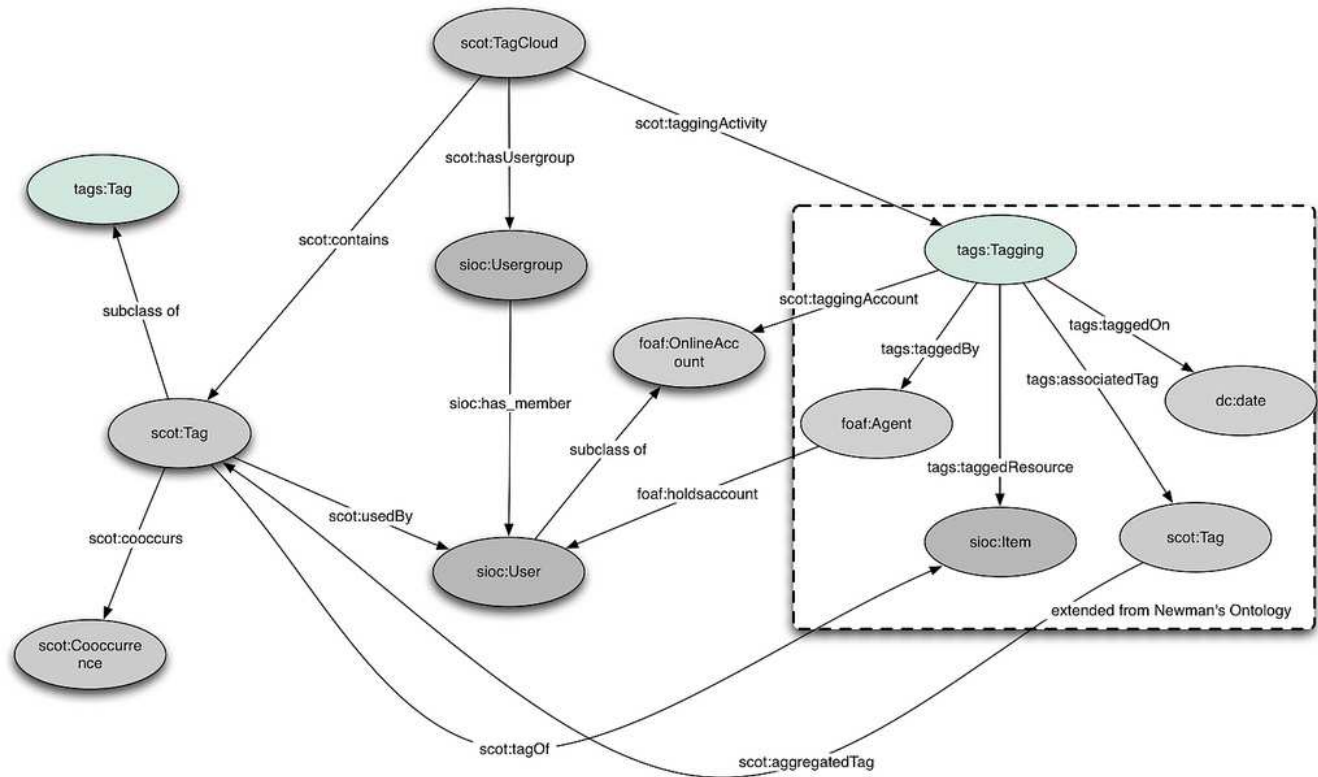 scot:TagCloud
scot:taggingActivity
scot:hasUsergroup
tags:Tag
scot:contains
tags:Tagging
sioc:Usergroup
scot:taggingAccount
subclass of
tags:taggedOn
foaf:OnlineAcc
ount
tags:taggedBy
tags:associatedTag
sioc:has_member
dc:date
foaf:Agent
scot:Tag
subclass of
tags:taggedResource
foaf:holdsaccount
scot:usedBy
scot:cooccurs
sioc:User
sioc:Item
scot:Tag
extended from Newman's Ontology
scot:Cooccurre
nce
scot:tagOf
scot:aggregatedTag